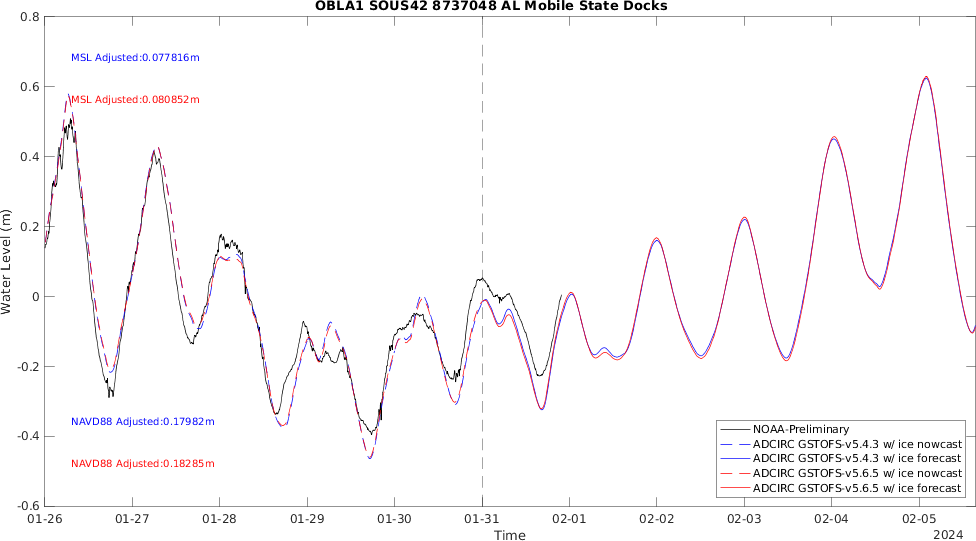 OBLA1 SOUS42 8737048 AL Mobile State Docks
0.8
0.6
0.4
0.2
0
-0.2
-0.4
-0.6
Water Level (m)
MSL Adjusted:0.077816m
MSL Adjusted:0.080852m
NAVD88 Adjusted:0.17982m
NAVD88 Adjusted:0.18285m
NOAA-Preliminary
ADCIRC GSTOFS-v5.4.3 w/ ice nowcast
ADCIRC GSTOFS-v5.4.3 w/ ice forecast
ADCIRC GSTOFS-v5.6.5 w/ ice nowcast
ADCIRC GSTOFS-v5.6.5 w/ ice forecast
01-26 01-27 01-28 01-29 01-30 01-31 02-01 02-02 02-03 02-04 02-05
Time
2024